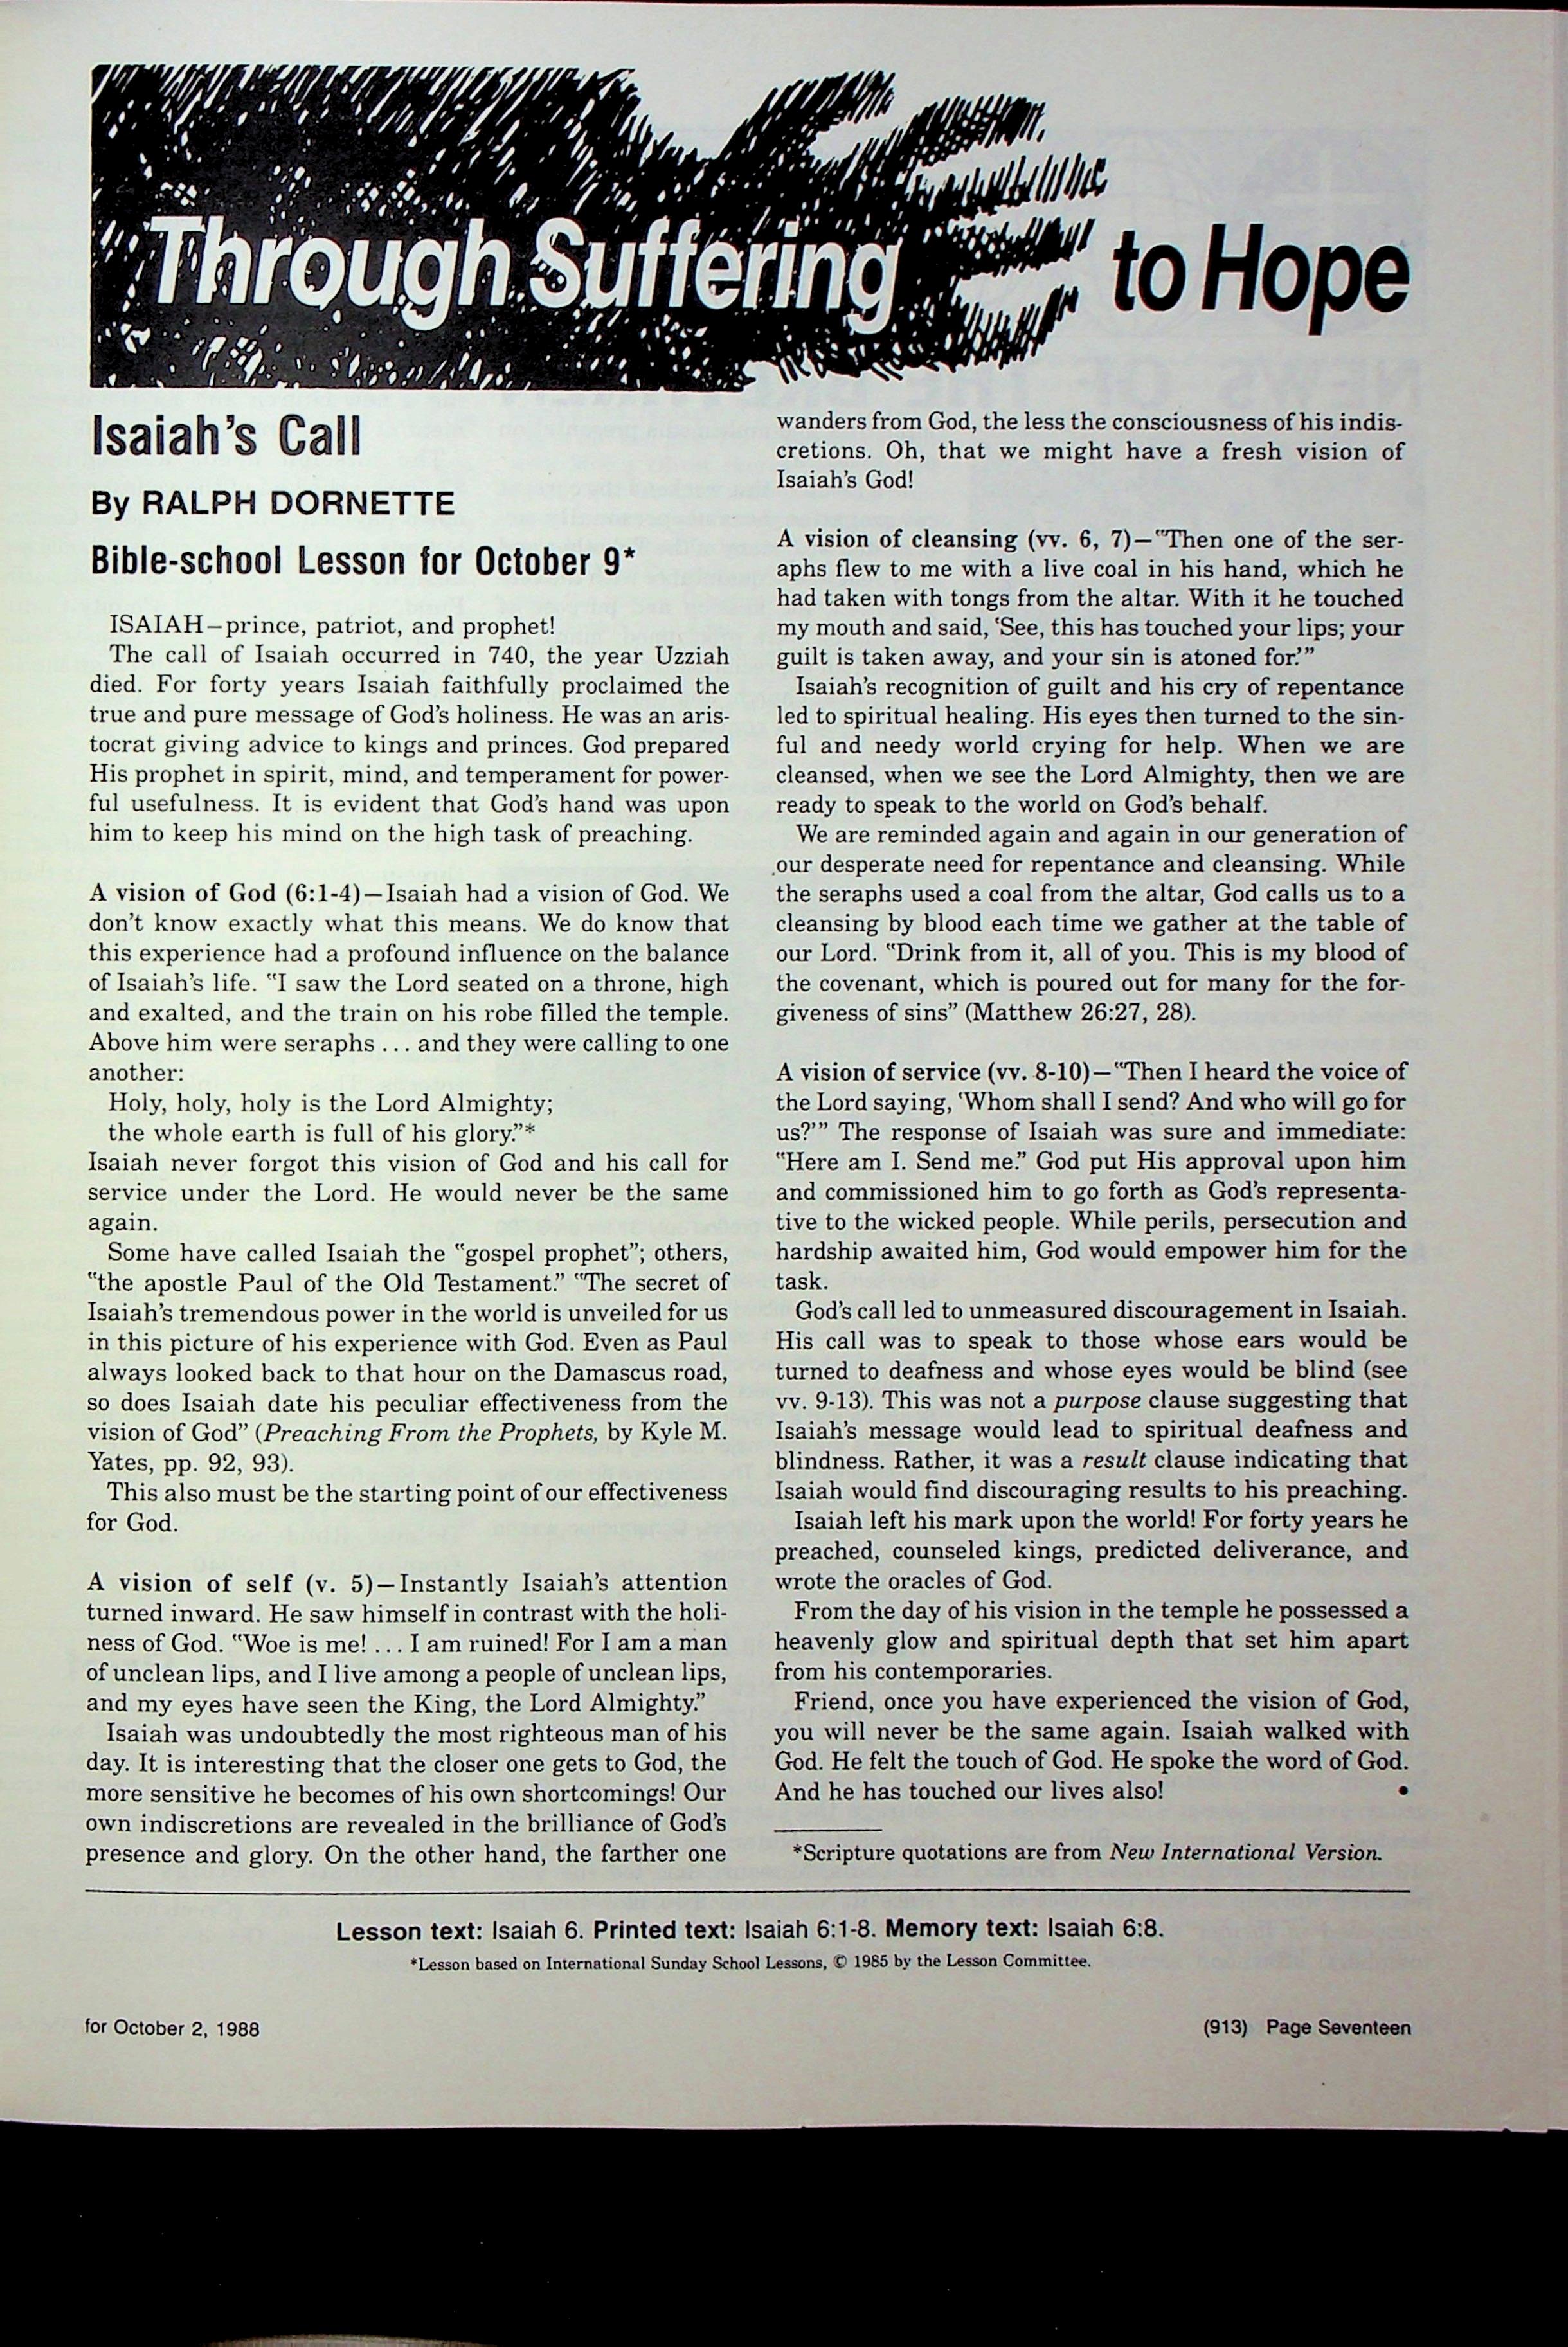 Through Suffering to Hope
Isaiah's Call
By RALPH DORNETTE
Bible-school Lesson for October 9*
ISAIAH—prince, patriot, and prophet!
The call of Isaiah occurred in 740, the year Uzziah
died. For forty years Isaiah faithfully proclaimed the
true and pure message of God's holiness. He was an aris-
tocrat giving advice to kings and princes. God prepared
His prophet in spirit, mind, and temperament for power-
ful usefulness. It is evident that God's hand was upon
him to keep his mind on the high task of preaching.
A vision of God (6:1-4)—Isaiah had a vision of God. We
don't know exactly what this means. We do know that
this experience had a profound influence on the balance
of Isaiah's life. "I saw the Lord seated on a throne, high
and exalted, and the train on his robe filled the temple.
Above him were seraphs ... and they were calling to one
another:
Holy, holy, holy is the Lord Almighty;
the whole earth is full of his glory."*
Isaiah never forgot this vision of God and his call for
service under the Lord. He would never be the same
again.
Some have called Isaiah the "gospel prophet"; others,
"the apostle Paul of the Old Testament." "The secret of
Isaiah's tremendous power in the world is unveiled for us
in this picture of his experience with God. Even as Paul
always looked back to that hour on the Damascus road,
so does Isaiah date his peculiar effectiveness from the
vision of God" (Preaching From the Prophets, by Kyle M.
Yates, pp. 92, 93).
This also must be the starting point of our effectiveness
for God.
A vision of self (v. 5)—Instantly Isaiah's attention
turned inward. He saw himself in contrast with the holi-
ness of God. "Woe is me! ... I am ruined! For I am a man
of unclean lips, and I live among a people of unclean lips,
and my eyes have seen the King, the Lord Almighty."
Isaiah was undoubtedly the most righteous man of his
day. It is interesting that the closer one gets to God, the
more sensitive he becomes of his own shortcomings! Our
own indiscretions are revealed in the brilliance of God's
presence and glory. On the other hand, the farther one
wanders from God, the less the consciousness of his indis-
cretions. Oh, that we might have a fresh vision of
Isaiah's God!
A vision of cleansing (vv. 6, 7)—"Then one of the ser-
aphs flew to me with a live coal in his hand, which he
had taken with tongs from the altar. With it he touched
my mouth and said, 'See, this has touched your lips; your
guilt is taken away, and your sin is atoned for.'"
Isaiah's recognition of guilt and his cry of repentance
led to spiritual healing. His eyes then turned to the sin-
ful and needy world crying for help. When we are
cleansed, when we see the Lord Almighty, then we are
ready to speak to the world on God's behalf.
We are reminded again and again in our generation of
our desperate need for repentance and cleansing. While
the seraphs used a coal from the altar, God calls us to a
cleansing by blood each time we gather at the table of
our Lord. "Drink from it, all of you. This is my blood of
the covenant, which is poured out for many for the for-
giveness of sins" (Matthew 26:27, 28).
A vision of service (vv. 8-10)—"Then I heard the voice of
the Lord saying, 'Whom shall I send? And who will go for
us?'" The response of Isaiah was sure and immediate:
"Here am I. Send me." God put His approval upon him
and commissioned him to go forth as God's representa-
tive to the wicked people. While perils, persecution and
hardship awaited him, God would empower him for the
task.
God's call led to unmeasured discouragement in Isaiah.
His call was to speak to those whose ears would be
turned to deafness and whose eyes would be blind (see
vv. 9-13). This was not a purpose clause suggesting that
Isaiah's message would lead to spiritual deafness and
blindness. Rather, it was a result clause indicating that
Isaiah would find discouraging results to his preaching.
Isaiah left his mark upon the world! For forty years he
preached, counseled kings, predicted deliverance, and
wrote the oracles of God.
From the day of his vision in the temple he possessed a
heavenly glow and spiritual depth that set him apart
from his contemporaries.
Friend, once you have experienced the vision of God,
you will never be the same again. Isaiah walked with
God. He felt the touch of God. He spoke the word of God.
And he has touched our lives also! •
*Scripture quotations are from New International Version.
Lesson text: Isaiah 6. Printed text: Isaiah 6:1-8. Memory text: Isaiah 6:8.
*Lesson based on International Sunday School Lessons, © 1985 by the Lesson Committee.
for October 2, 1988
(913) Page Seventeen